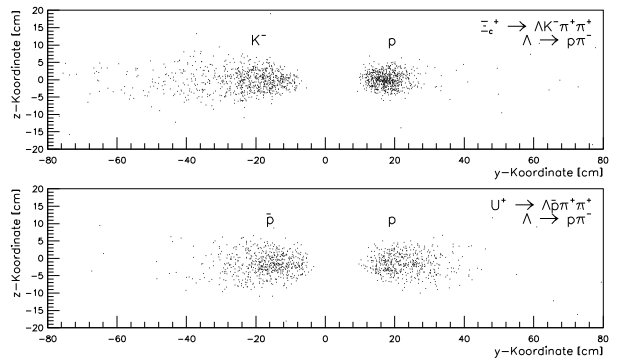 z-Koordinate [cm]
20
15
10
5
0
-5
-10
-15
-20
K⁻
p
Ξc⁺ → ΛK⁻π⁺π⁺
Λ → pπ⁻
-80 -60 -40 -20 0 20 40 60 80
y-Koordinate [cm]
z-Koordinate [cm]
20
15
10
5
0
-5
-10
-15
-20
p̄
p
U⁺ → Λp̄π⁺π⁺
Λ → pπ⁻
-80 -60 -40 -20 0 20 40 60 80
y-Koordinate [cm]